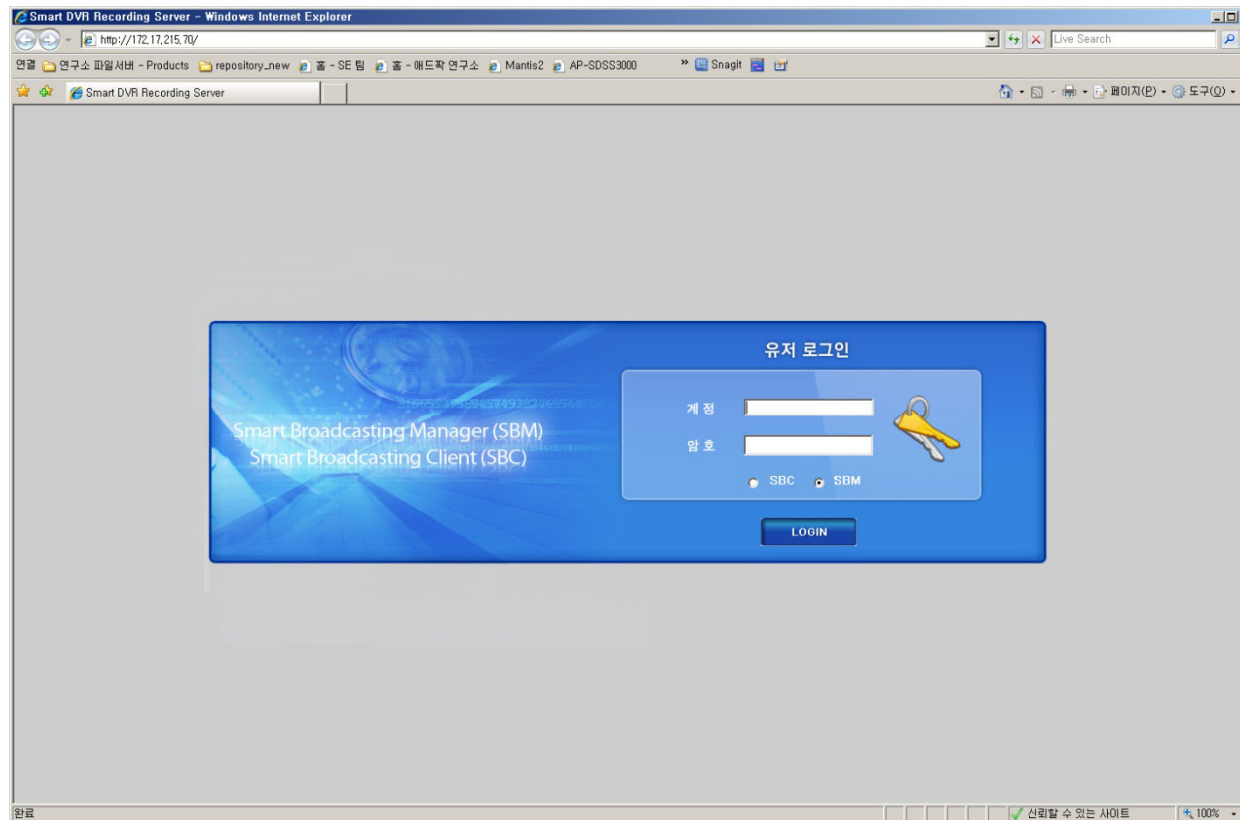 Smart DVR Recording Server - Windows Internet Explorer
http://172.17.215.70/
Live Search
연결 연구소 파일서버 - Products repository_new 홈 - SE 팀 홈 - 애드팍 연구소 Mantis2 AP-SDSS3000 » Snagit
Smart DVR Recording Server
페이지(P) 도구(O)
유저 로그인
계 정
암 호
SBC SBM
LOGIN
Smart Broadcasting Manager (SBM)
Smart Broadcasting Client (SBC)
완료
신뢰할 수 있는 사이트
100%